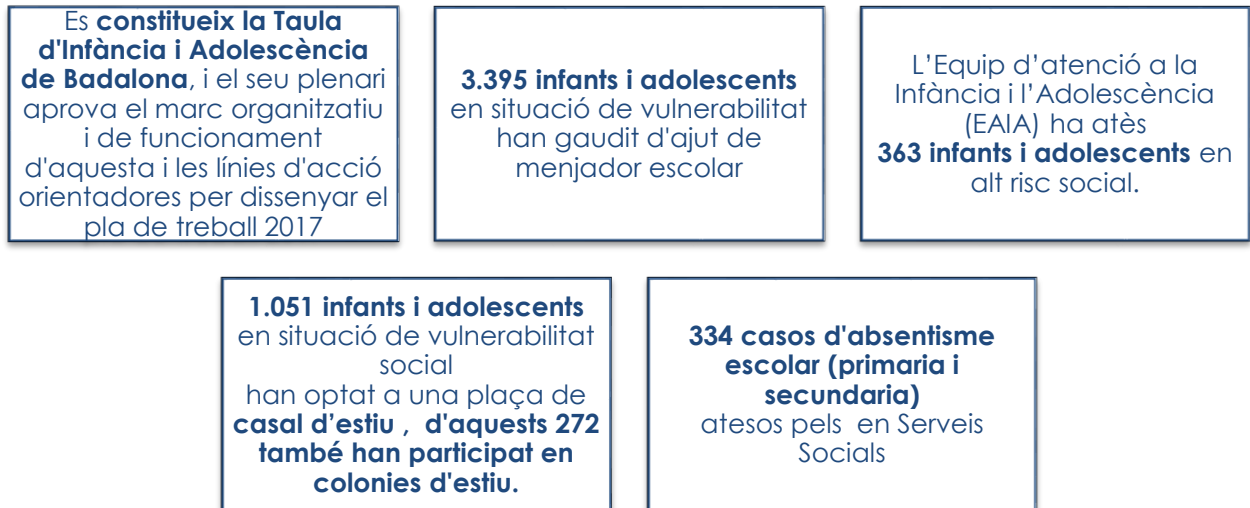 Es constitueix la Taula
d'Infància i Adolescència
de Badalona, i el seu plenari
aprova el marc organitzatiu
i de funcionament
d'aquesta i les línies d'acció
orientadores per dissenyar el
pla de treball 2017
3.395 infants i adolescents
en situació de vulnerabilitat
han gaudit d'ajut de
menjador escolar
L’Equip d’atenció a la
Infància i l’Adolescència
(EAIA) ha atès
363 infants i adolescents en
alt risc social.
1.051 infants i adolescents
en situació de vulnerabilitat
social
han optat a una plaça de
casal d’estiu , d'aquests 272
també han participat en
colonies d'estiu.
334 casos d'absentisme
escolar (primaria i
secundaria)
atesos pels en Serveis
Socials